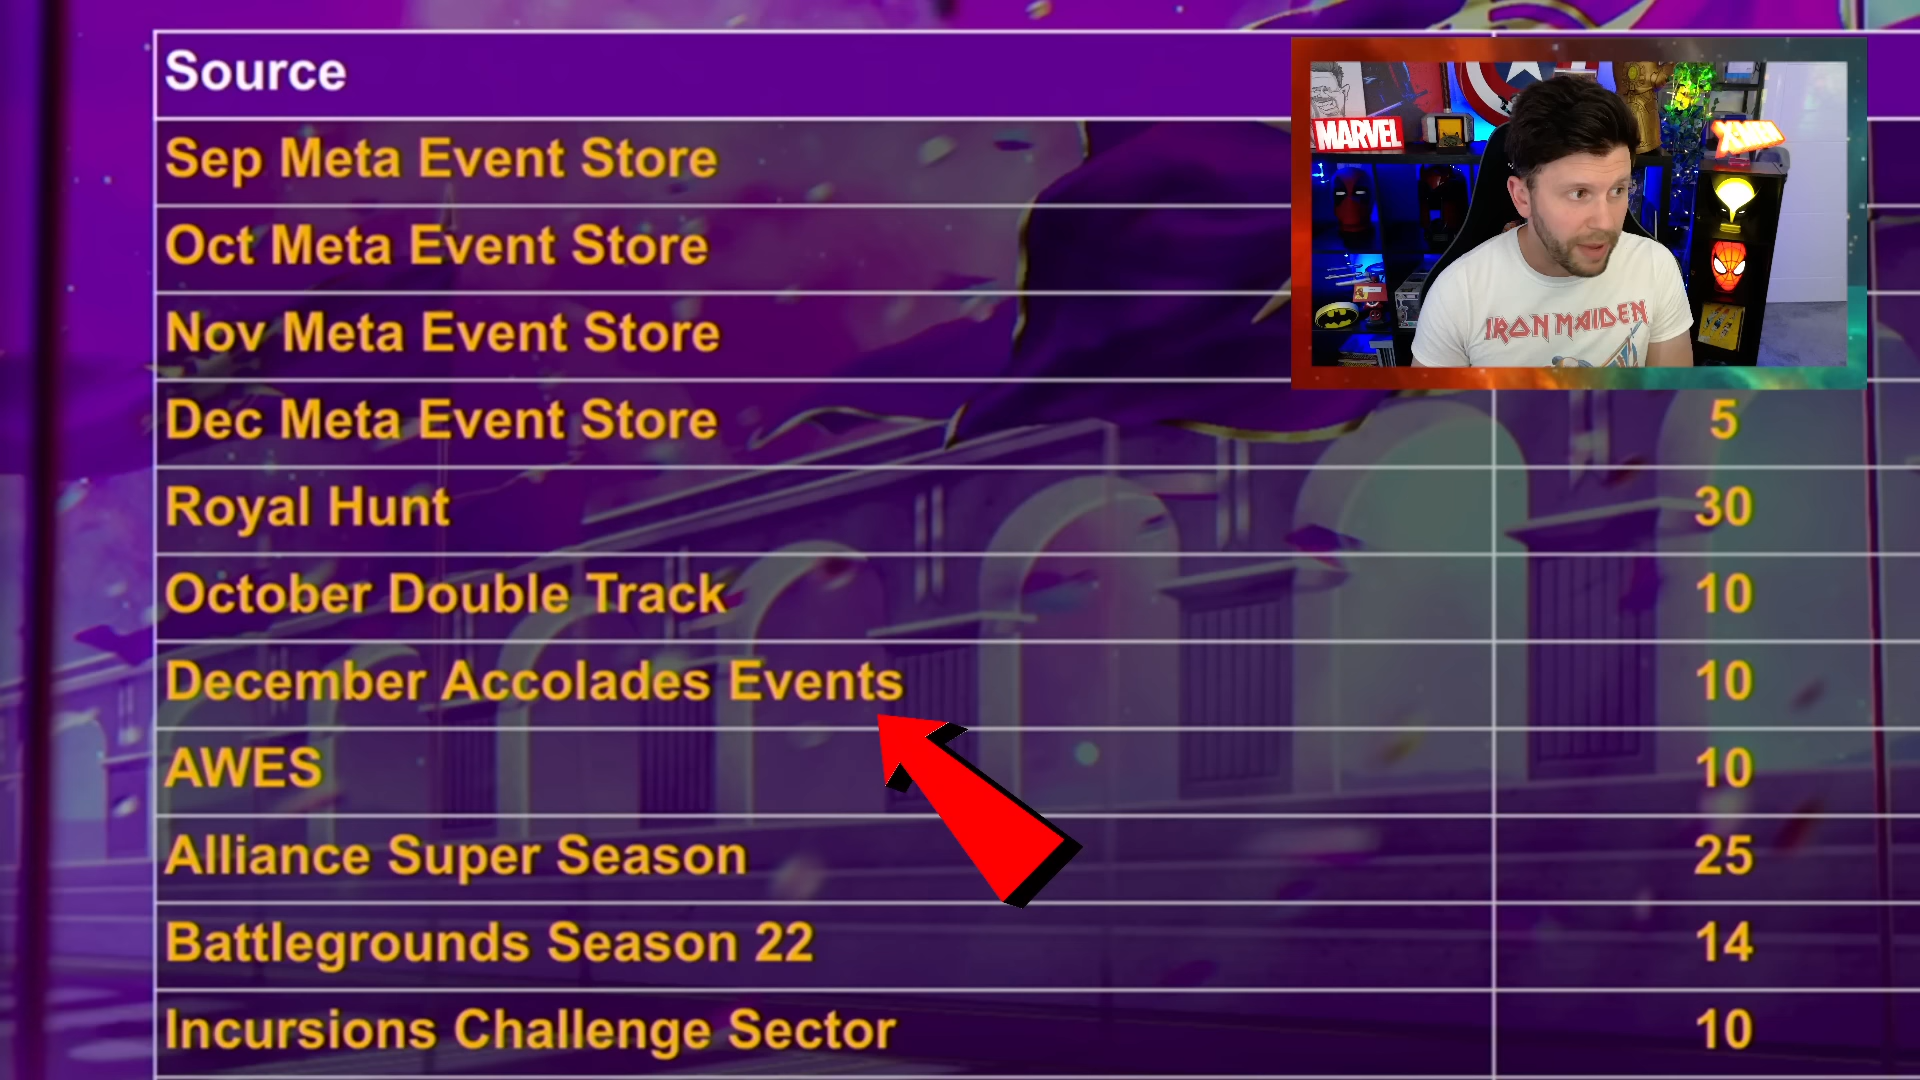 Source
Sep Meta Event Store
Oct Meta Event Store
Nov Meta Event Store
Dec Meta Event Store 5
Royal Hunt 30
October Double Track 10
December Accolades Events 10
AWES 10
Alliance Super Season 25
Battlegrounds Season 22 14
Incursions Challenge Sector 10
MARVEL
X-MEN
IRON MAIDEN